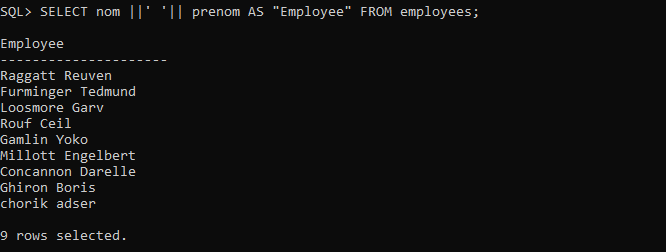 SQL> SELECT nom ||' '|| prenom AS "Employee" FROM employees;
Employee
---------------------
Raggatt Reuven
Furminger Tedmund
Loosmore Garv
Rouf Ceil
Gamlin Yoko
Millott Engelbert
Concannon Darelle
Ghiron Boris
chorik adser
9 rows selected.